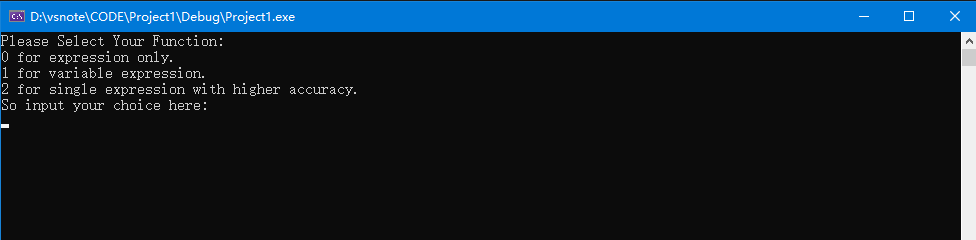 D:\vsnote\CODE\Project1\Debug\Project1.exe
Please Select Your Function:
0 for expression only.
1 for variable expression.
2 for single expression with higher accuracy.
So input your choice here: